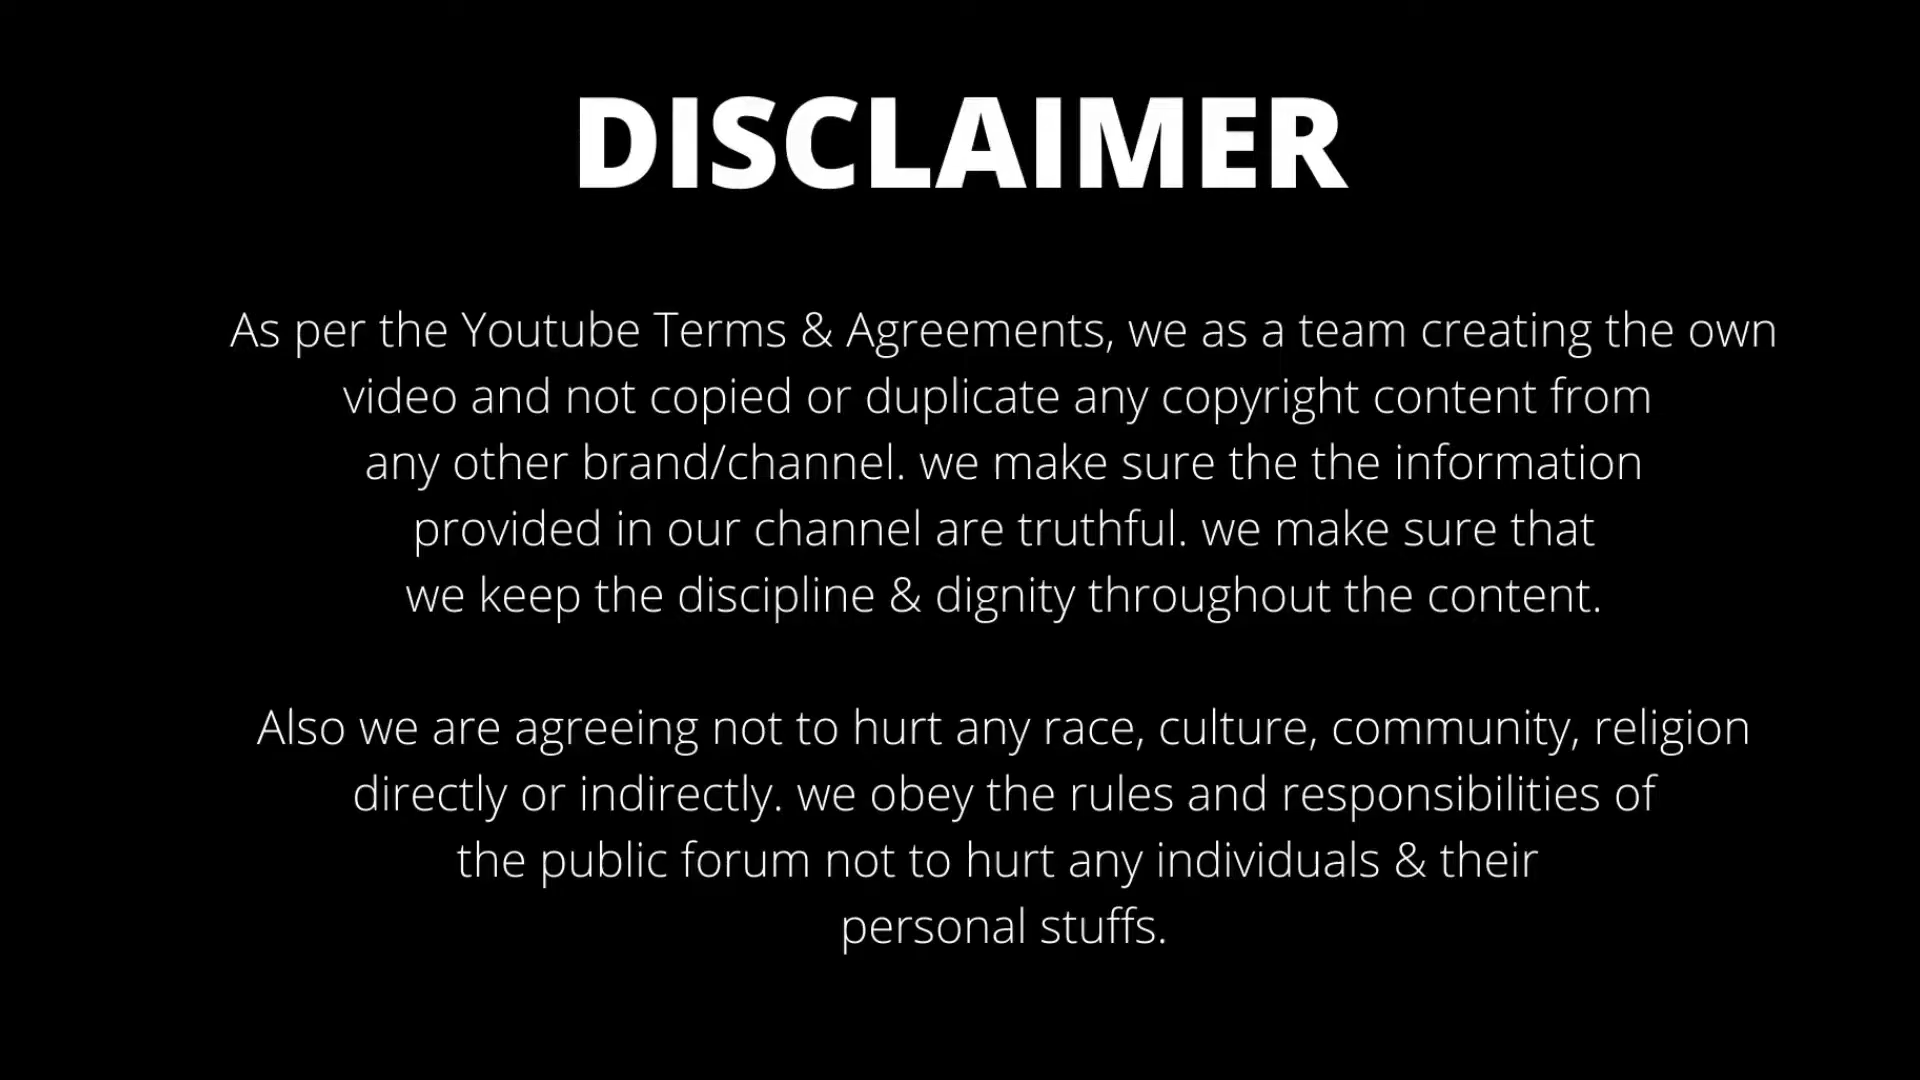 DISCLAIMER
As per the Youtube Terms & Agreements, we as a team creating the own
video and not copied or duplicate any copyright content from
any other brand/channel. we make sure the the information
provided in our channel are truthful. we make sure that
we keep the discipline & dignity throughout the content.
Also we are agreeing not to hurt any race, culture, community, religion
directly or indirectly. we obey the rules and responsibilities of
the public forum not to hurt any individuals & their
personal stuffs.